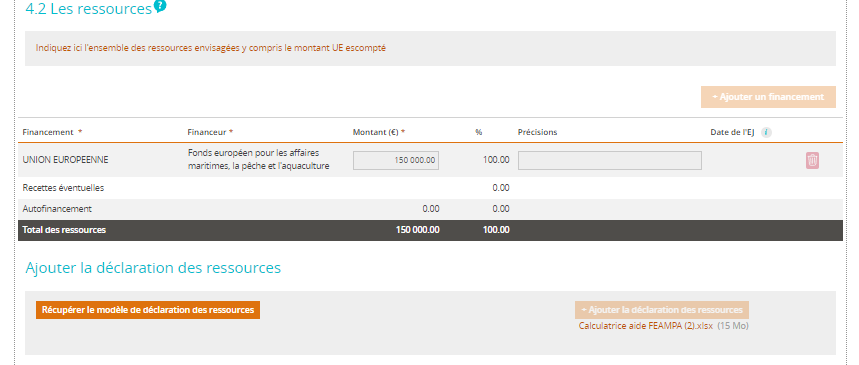 4.2 Les ressources ?
Indiquez ici l'ensemble des ressources envisagées y compris le montant UE escompté
+ Ajouter un financement
Financement * Financeur * Montant (€) * % Précisions Date de l'EJ i
UNION EUROPEENNE Fonds européen pour les affaires maritimes, la pêche et l'aquaculture 150 000.00 100.00
Recettes éventuelles 0.00
Autofinancement 0.00 0.00
Total des ressources 150 000.00 100.00
Ajouter la déclaration des ressources
Récupérer le modèle de déclaration des ressources + Ajouter la déclaration des ressources
Calculatrice aide FEAMPA (2).xlsx (15 Mo)